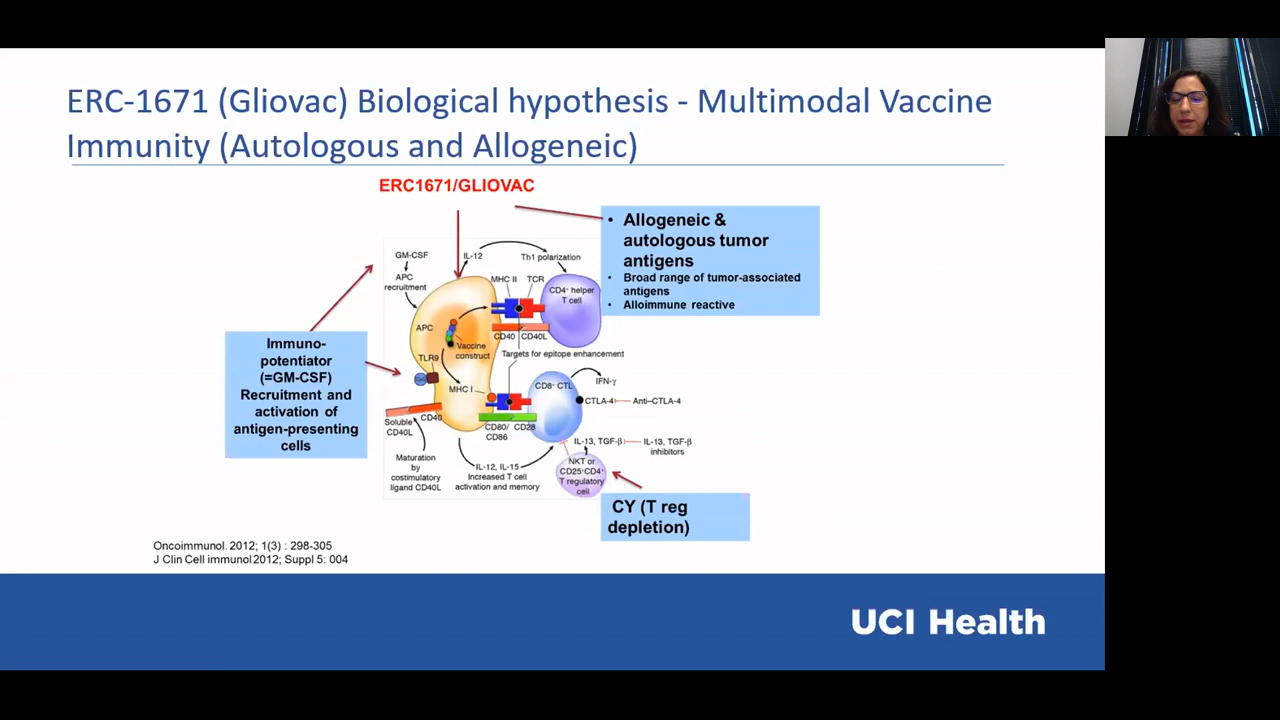 ERC-1671 (Gliovac) Biological hypothesis - Multimodal Vaccine
Immunity (Autologous and Allogeneic)
ERC1671/GLIOVAC
• Allogeneic &
autologous tumor
antigens
• Broad range of tumor-associated
antigens
• Alloimmune reactive
GM-CSF
APC
recruitment
IL-12
Th1 polarization
MHC II
TCR
CD4+ helper
T cell
APC
Vaccine
construct
CD40
CD40L
TLR9
Targets for epitope enhancement
MHC I
CD8+ CTL
IFN-γ
CTLA-4
Anti–CTLA-4
Soluble
CD40L
CD40
CD80/
CD86
CD28
IL-13, TGF-β
IL-13, TGF-β
inhibitors
Maturation
by
costimulatory
ligand CD40L
IL-12, IL-15
Increased T cell
activation and memory
NKT or
CD25+CD4+
T regulatory
cell
Immuno-
potentiator
(=GM-CSF)
Recruitment and
activation of
antigen-presenting
cells
CY (T reg
depletion)
Oncoimmunol. 2012; 1(3) : 298-305
J Clin Cell immunol 2012; Suppl 5: 004
UCI Health